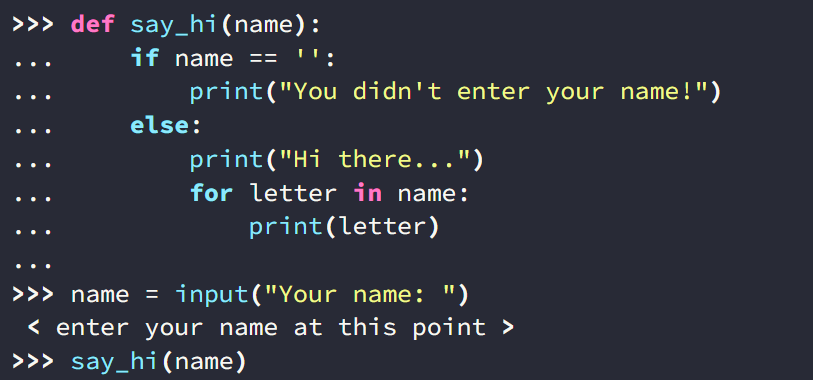 >>> def say_hi(name):
...     if name == '':
...         print("You didn't enter your name!")
...     else:
...         print("Hi there...")
...         for letter in name:
...             print(letter)
...
>>> name = input("Your name: ")
 < enter your name at this point >
>>> say_hi(name)